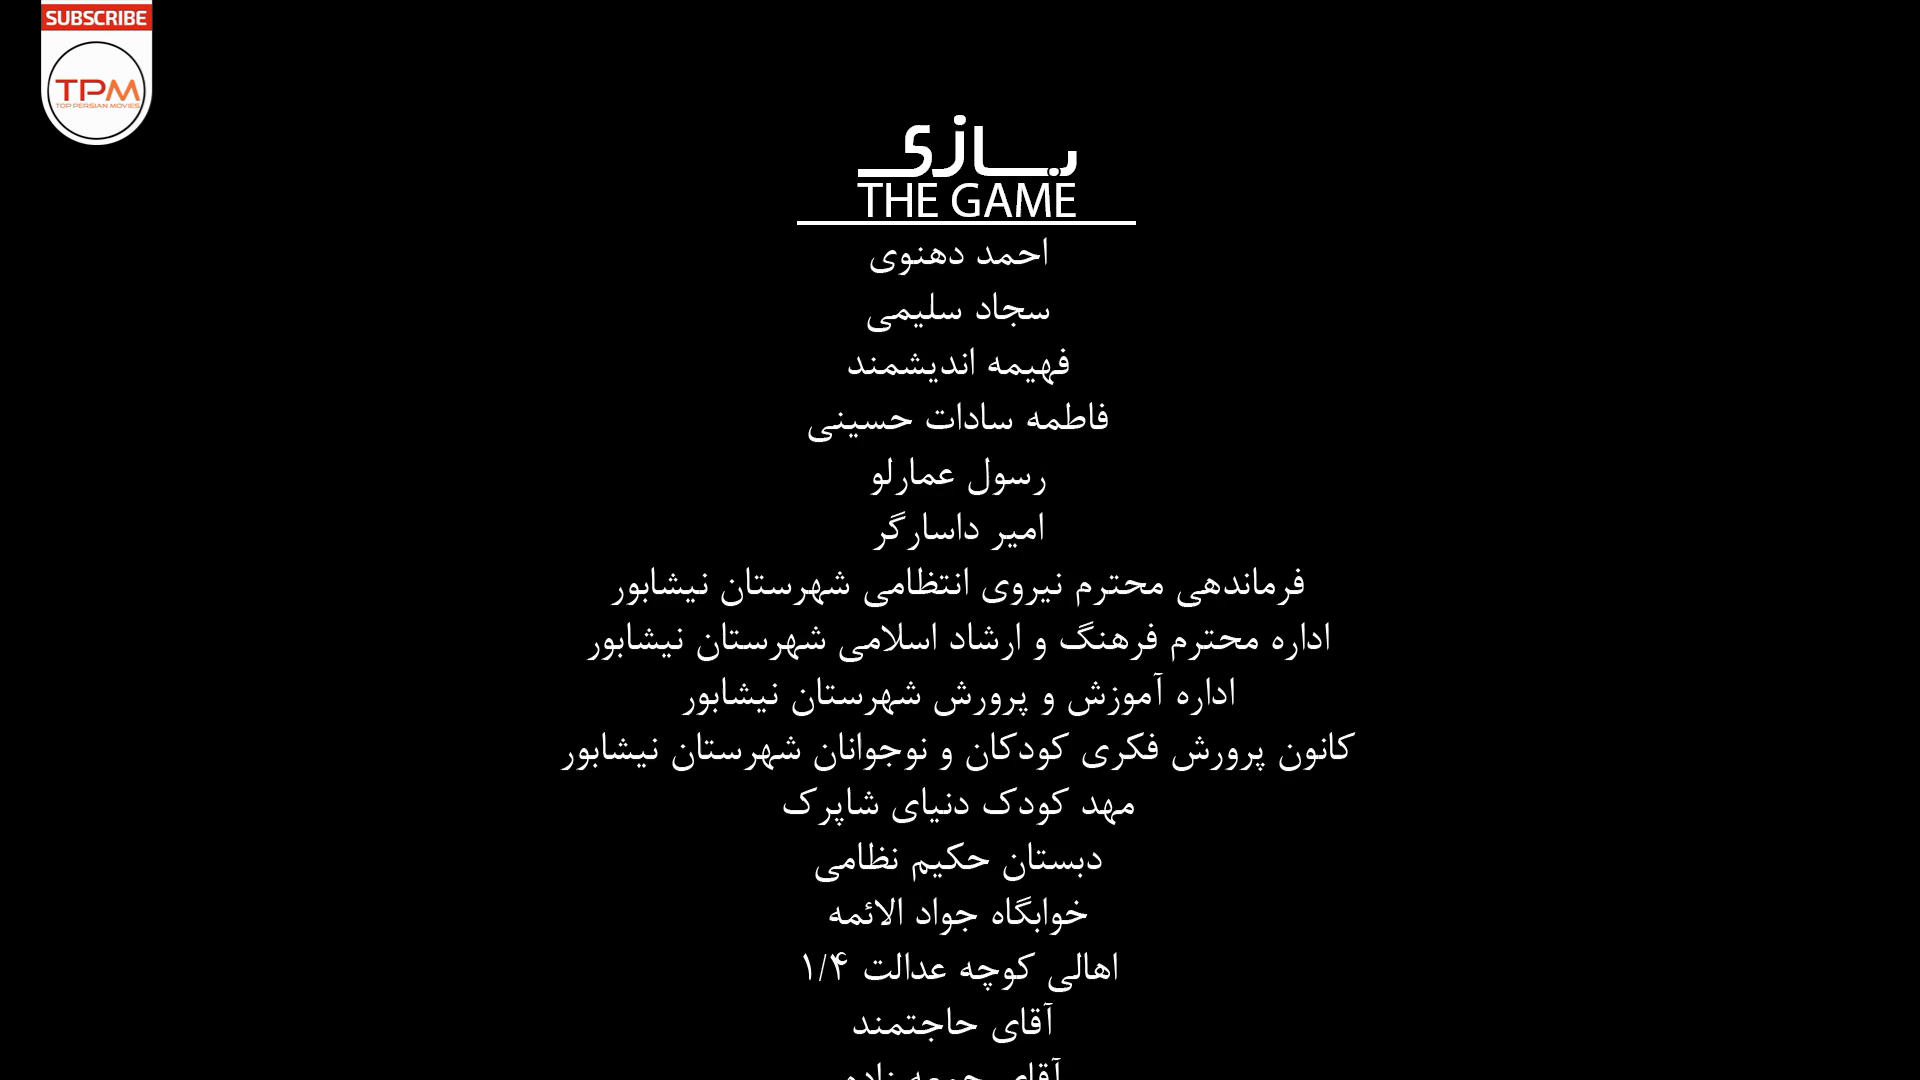 SUBSCRIBE
TPM
TOP PERSIAN MOVIES
بازی
THE GAME
احمد دهنوی
سجاد سلیمی
فهیمه اندیشمند
فاطمه سادات حسینی
رسول عمارلو
امیر داسارگر
فرماندهی محترم نیروی انتظامی شهرستان نیشابور
اداره محترم فرهنگ و ارشاد اسلامی شهرستان نیشابور
اداره آموزش و پرورش شهرستان نیشابور
کانون پرورش فکری کودکان و نوجوانان شهرستان نیشابور
مهد کودک دنیای شاپرک
دبستان حکیم نظامی
خوابگاه جواد الائمه
اهالی کوچه عدالت ۱/۴
آقای حاجتمند
آقای